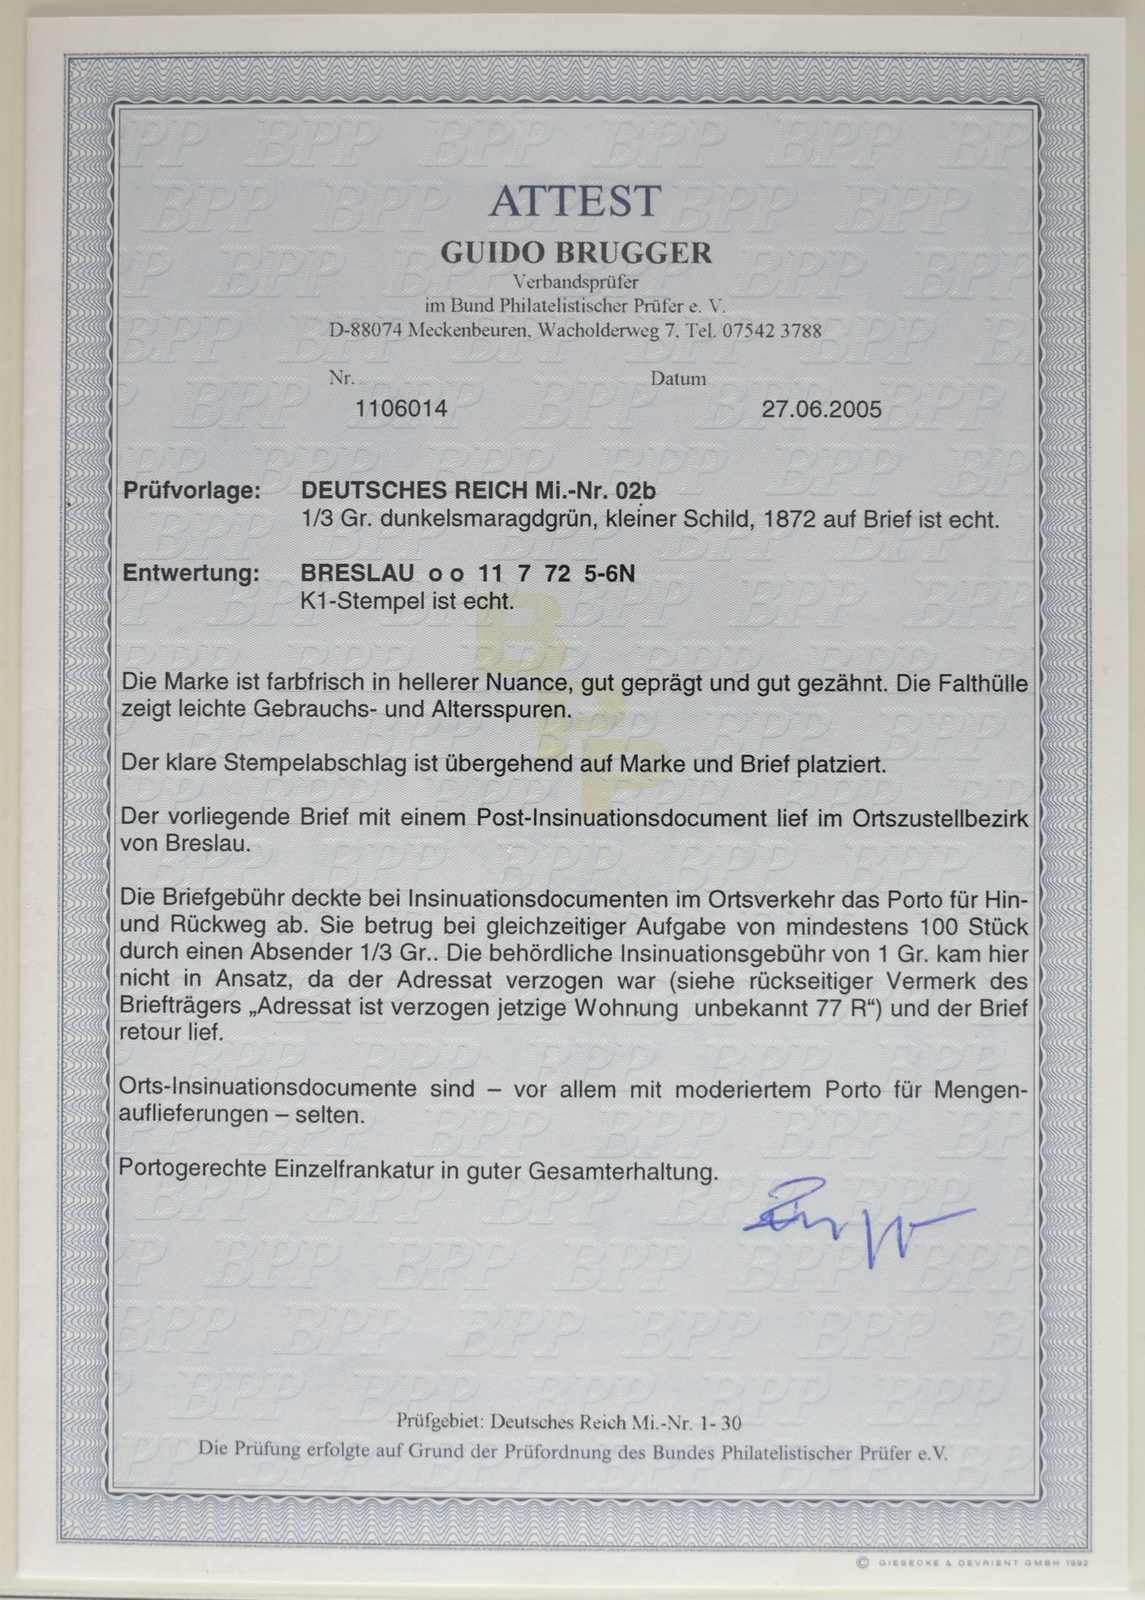 ATTEST
GUIDO BRUGGER
Verbandsprüfer
im Bund Philatelistischer Prüfer e. V.
D-88074 Meckenbeuren, Wacholderweg 7, Tel. 07542 3788
Nr. Datum
1106014 27.06.2005
Prüfvorlage: DEUTSCHES REICH Mi.-Nr. 02b
1/3 Gr. dunkelsmaragdgrün, kleiner Schild, 1872 auf Brief ist echt.
Entwertung: BRESLAU o o 11 7 72 5-6N
K1-Stempel ist echt.
Die Marke ist farbfrisch in hellerer Nuance, gut geprägt und gut gezähnt. Die Falthülle
zeigt leichte Gebrauchs- und Altersspuren.
Der klare Stempelabschlag ist übergehend auf Marke und Brief platziert.
Der vorliegende Brief mit einem Post-Insinuationsdocument lief im Ortszustellbezirk
von Breslau.
Die Briefgebühr deckte bei Insinuationsdocumenten im Ortsverkehr das Porto für Hin-
und Rückweg ab. Sie betrug bei gleichzeitiger Aufgabe von mindestens 100 Stück
durch einen Absender 1/3 Gr.. Die behördliche Insinuationsgebühr von 1 Gr. kam hier
nicht in Ansatz, da der Adressat verzogen war (siehe rückseitiger Vermerk des
Briefträgers „Adressat ist verzogen jetzige Wohnung unbekannt 77 R“) und der Brief
retour lief.
Orts-Insinuationsdocumente sind – vor allem mit moderiertem Porto für Mengen-
auflieferungen – selten.
Portogerechte Einzelfrankatur in guter Gesamterhaltung.
Prüfgebiet: Deutsches Reich Mi.-Nr. 1- 30
Die Prüfung erfolgte auf Grund der Prüfordnung des Bundes Philatelistischer Prüfer e.V.
© GIESECKE & DEVRIENT GMBH 1992